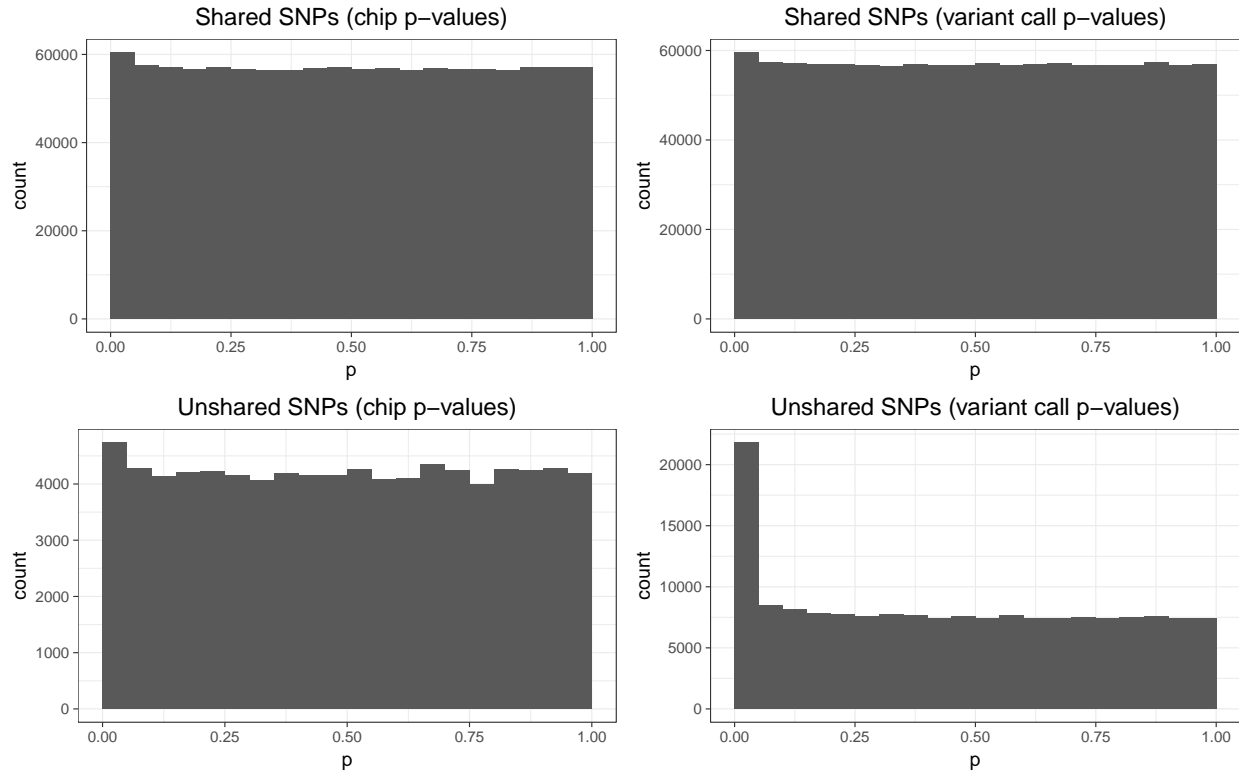 Shared SNPs (chip p−values)
60000
40000
20000
0
count
0.00 0.25 0.50 0.75 1.00
p
Shared SNPs (variant call p−values)
60000
40000
20000
0
count
0.00 0.25 0.50 0.75 1.00
p
Unshared SNPs (chip p−values)
4000
3000
2000
1000
0
count
0.00 0.25 0.50 0.75 1.00
p
Unshared SNPs (variant call p−values)
20000
15000
10000
5000
0
count
0.00 0.25 0.50 0.75 1.00
p